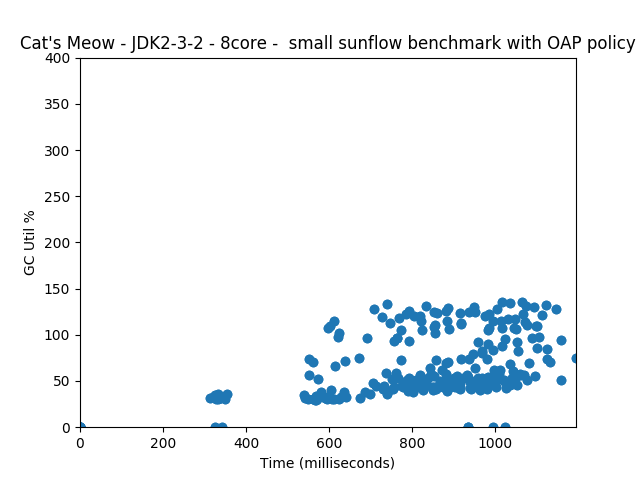 Cat's Meow - JDK2-3-2 - 8core -  small sunflow benchmark with OAP policy
400
350
300
250
200
150
100
50
0
GC Util %
0 200 400 600 800 1000
Time (milliseconds)